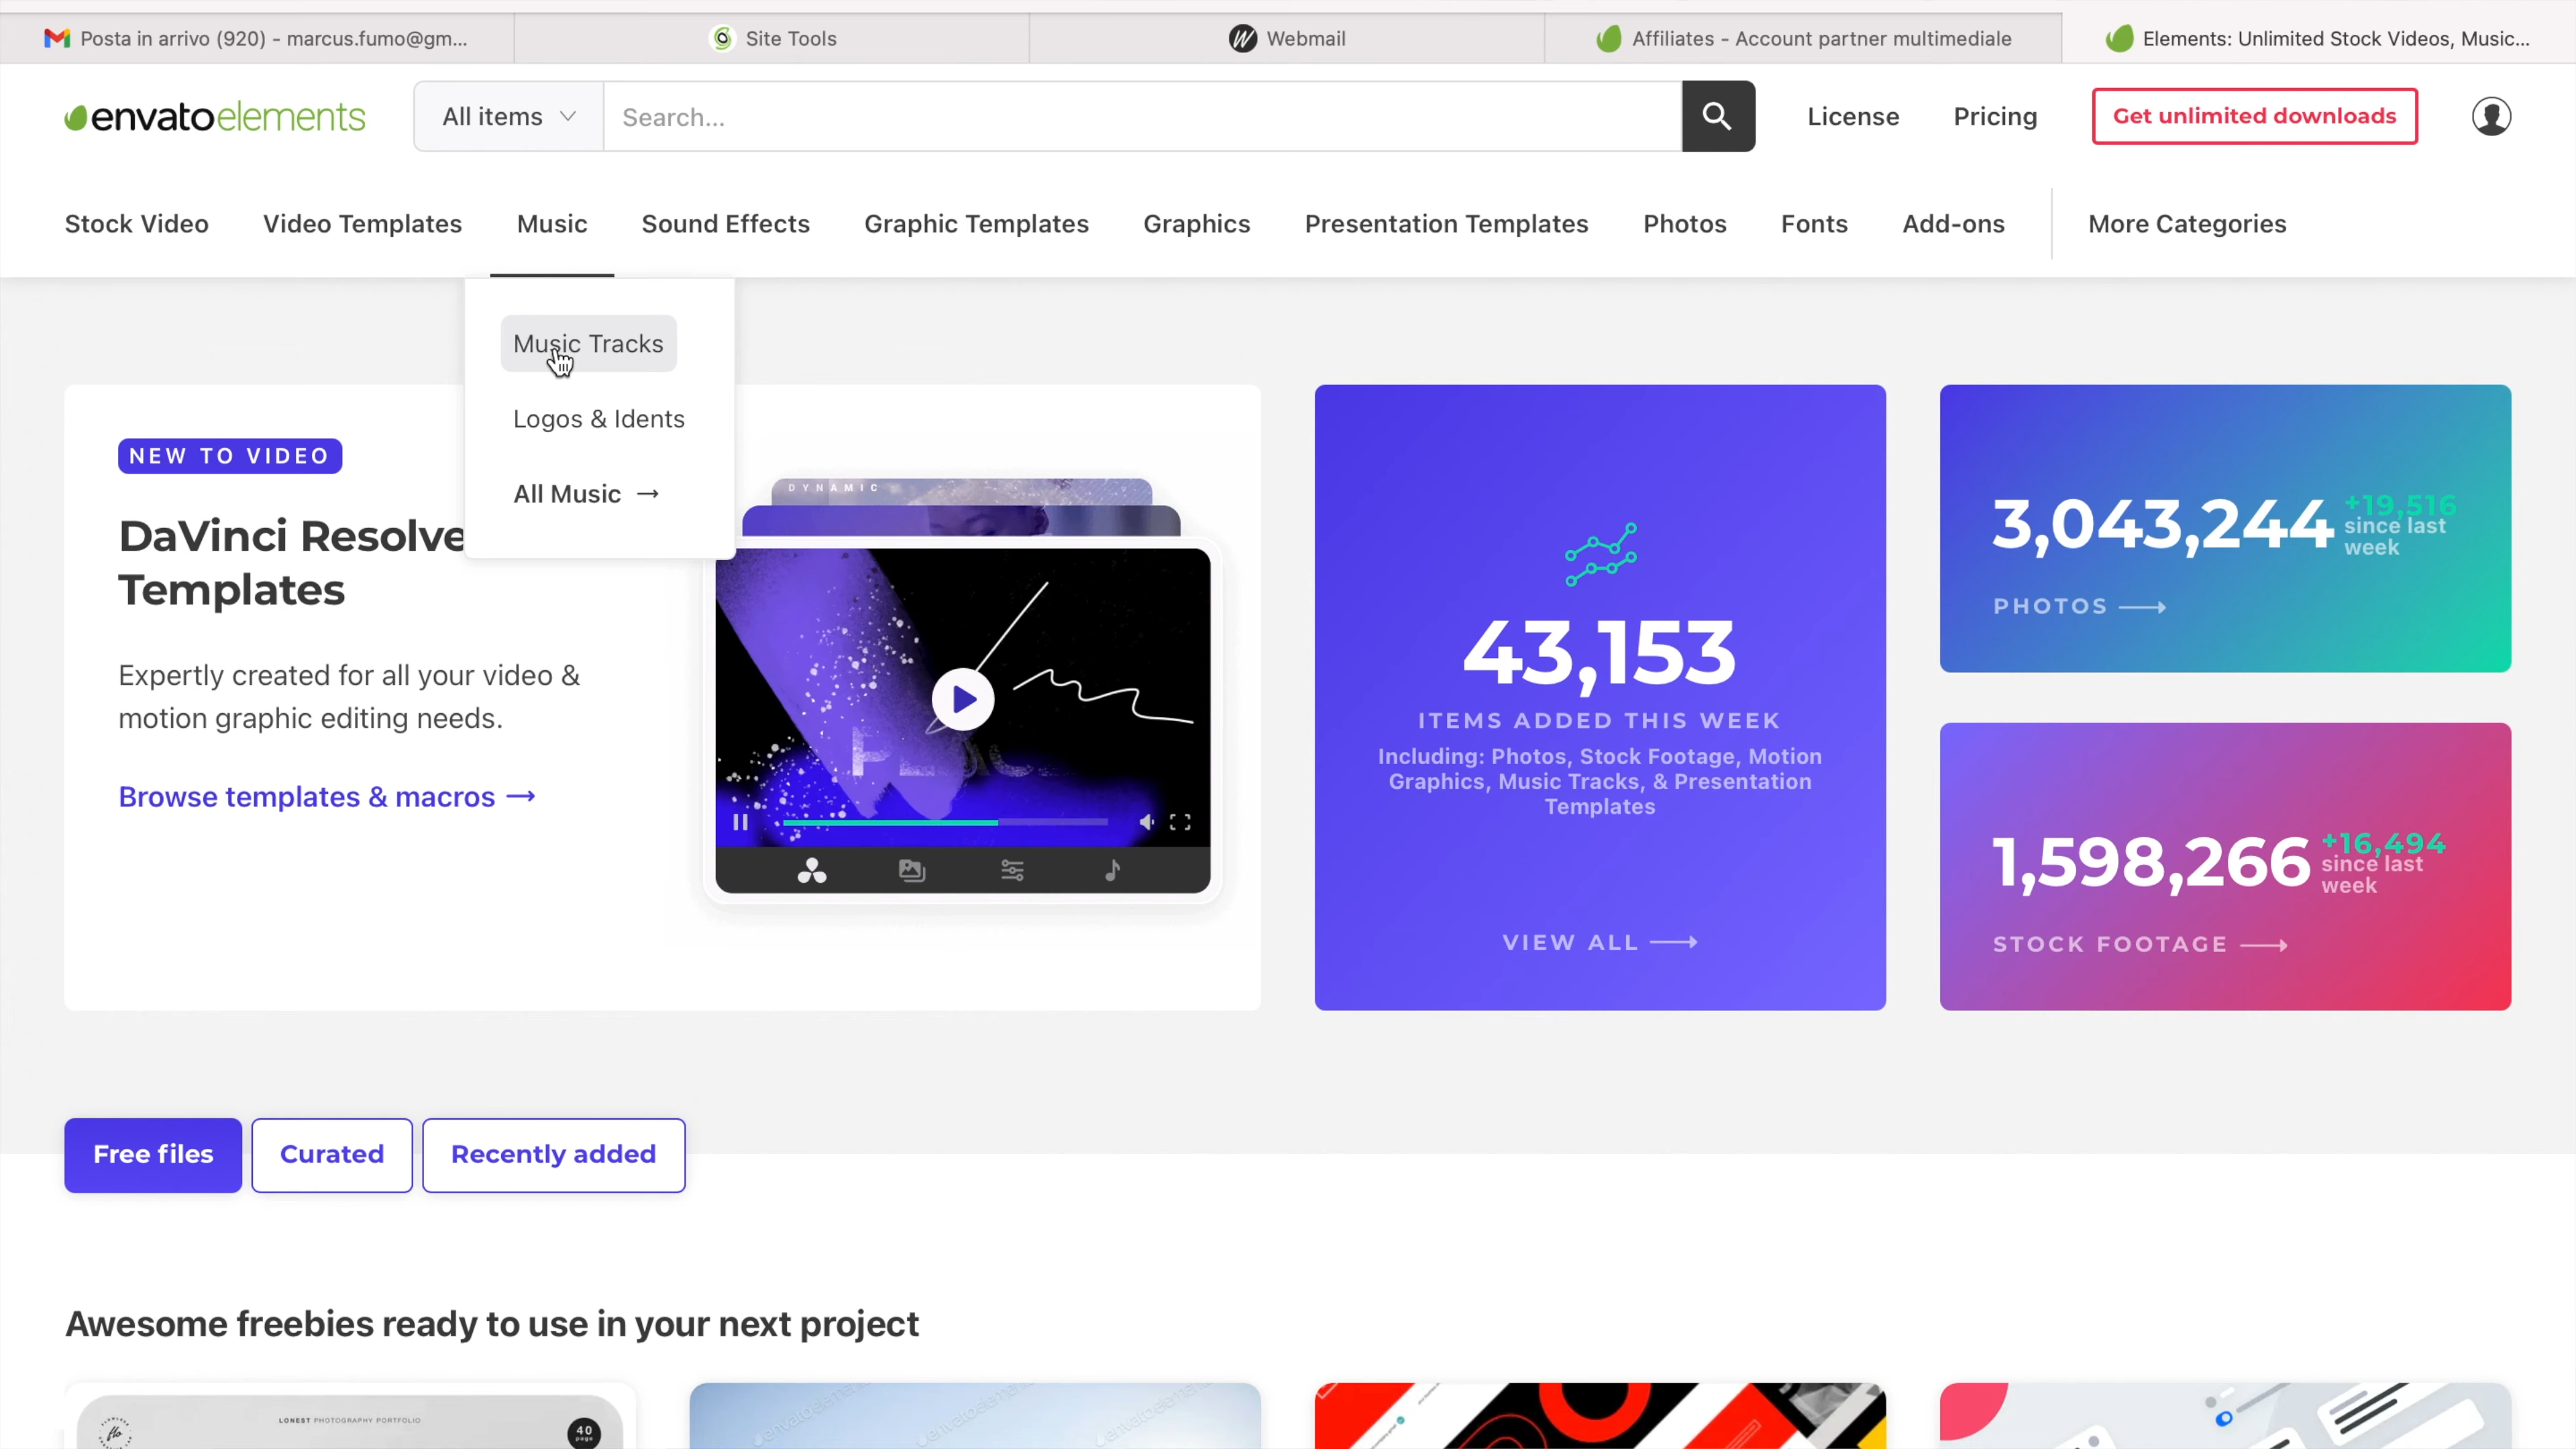 Posta in arrivo (920) - marcus.fumo@gm...
Site Tools
Webmail
Affiliates - Account partner multimediale
Elements: Unlimited Stock Videos, Music...
envatoelements
All items
Search...
License
Pricing
Get unlimited downloads
Stock Video
Video Templates
Music
Sound Effects
Graphic Templates
Graphics
Presentation Templates
Photos
Fonts
Add-ons
More Categories
Music Tracks
Logos & Idents
All Music →
NEW TO VIDEO
DaVinci Resolve
Templates
Expertly created for all your video &
motion graphic editing needs.
Browse templates & macros →
DYNAMIC
43,153
ITEMS ADDED THIS WEEK
Including: Photos, Stock Footage, Motion
Graphics, Music Tracks, & Presentation
Templates
VIEW ALL
3,043,244
+19,516
since last
week
PHOTOS
1,598,266
+16,494
since last
week
STOCK FOOTAGE
Free files
Curated
Recently added
Awesome freebies ready to use in your next project
LONEST PHOTOGRAPHY PORTFOLIO
40
page
envatoelements
envatoelements
envatoelements